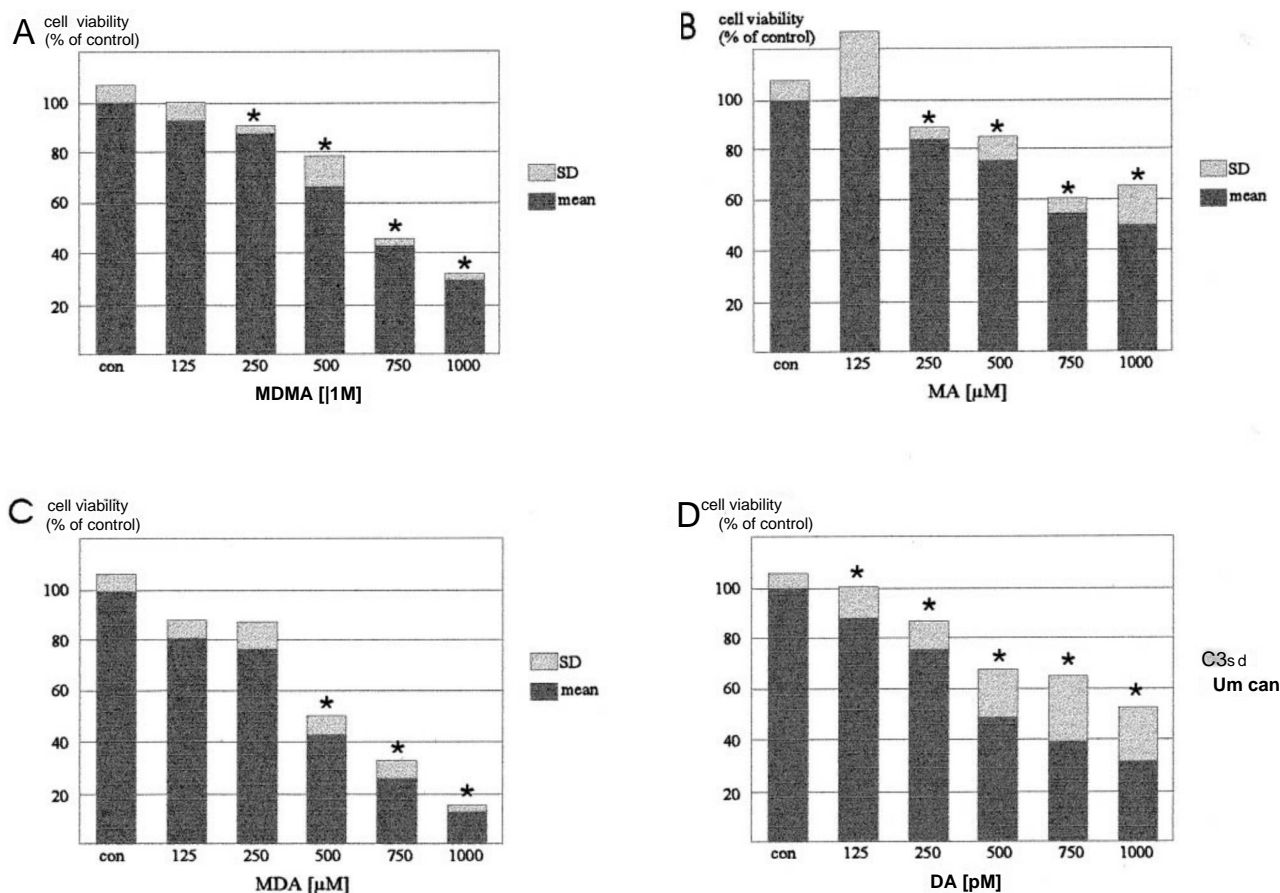 A
cell viability
(% of control)
100
80
60
40
20
* * * *
con 125 250 500 750 1000
MDMA [|1M]
SD
mean
B
cell viability
(% of control)
100
80
60
40
20
* * * *
con 125 250 500 750 1000
MA [µM]
SD
mean
C
cell viability
(% of control)
100
80
60
40
20
* * *
con 125 250 500 750 1000
MDA [µM]
SD
mean
D
cell viability
(% of control)
100
80
60
40
20
* * * * *
con 125 250 500 750 1000
DA [pM]
C3sd
Um can